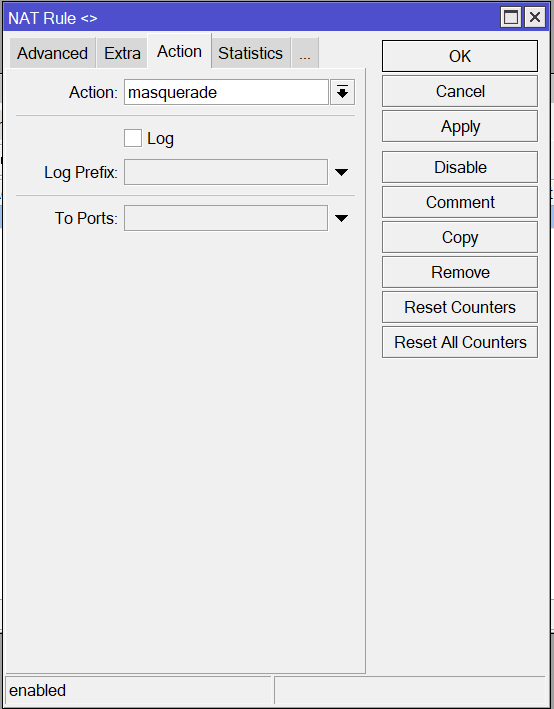 NAT Rule <>
Advanced Extra Action Statistics ...
Action: masquerade
Log
Log Prefix:
To Ports:
OK
Cancel
Apply
Disable
Comment
Copy
Remove
Reset Counters
Reset All Counters
enabled